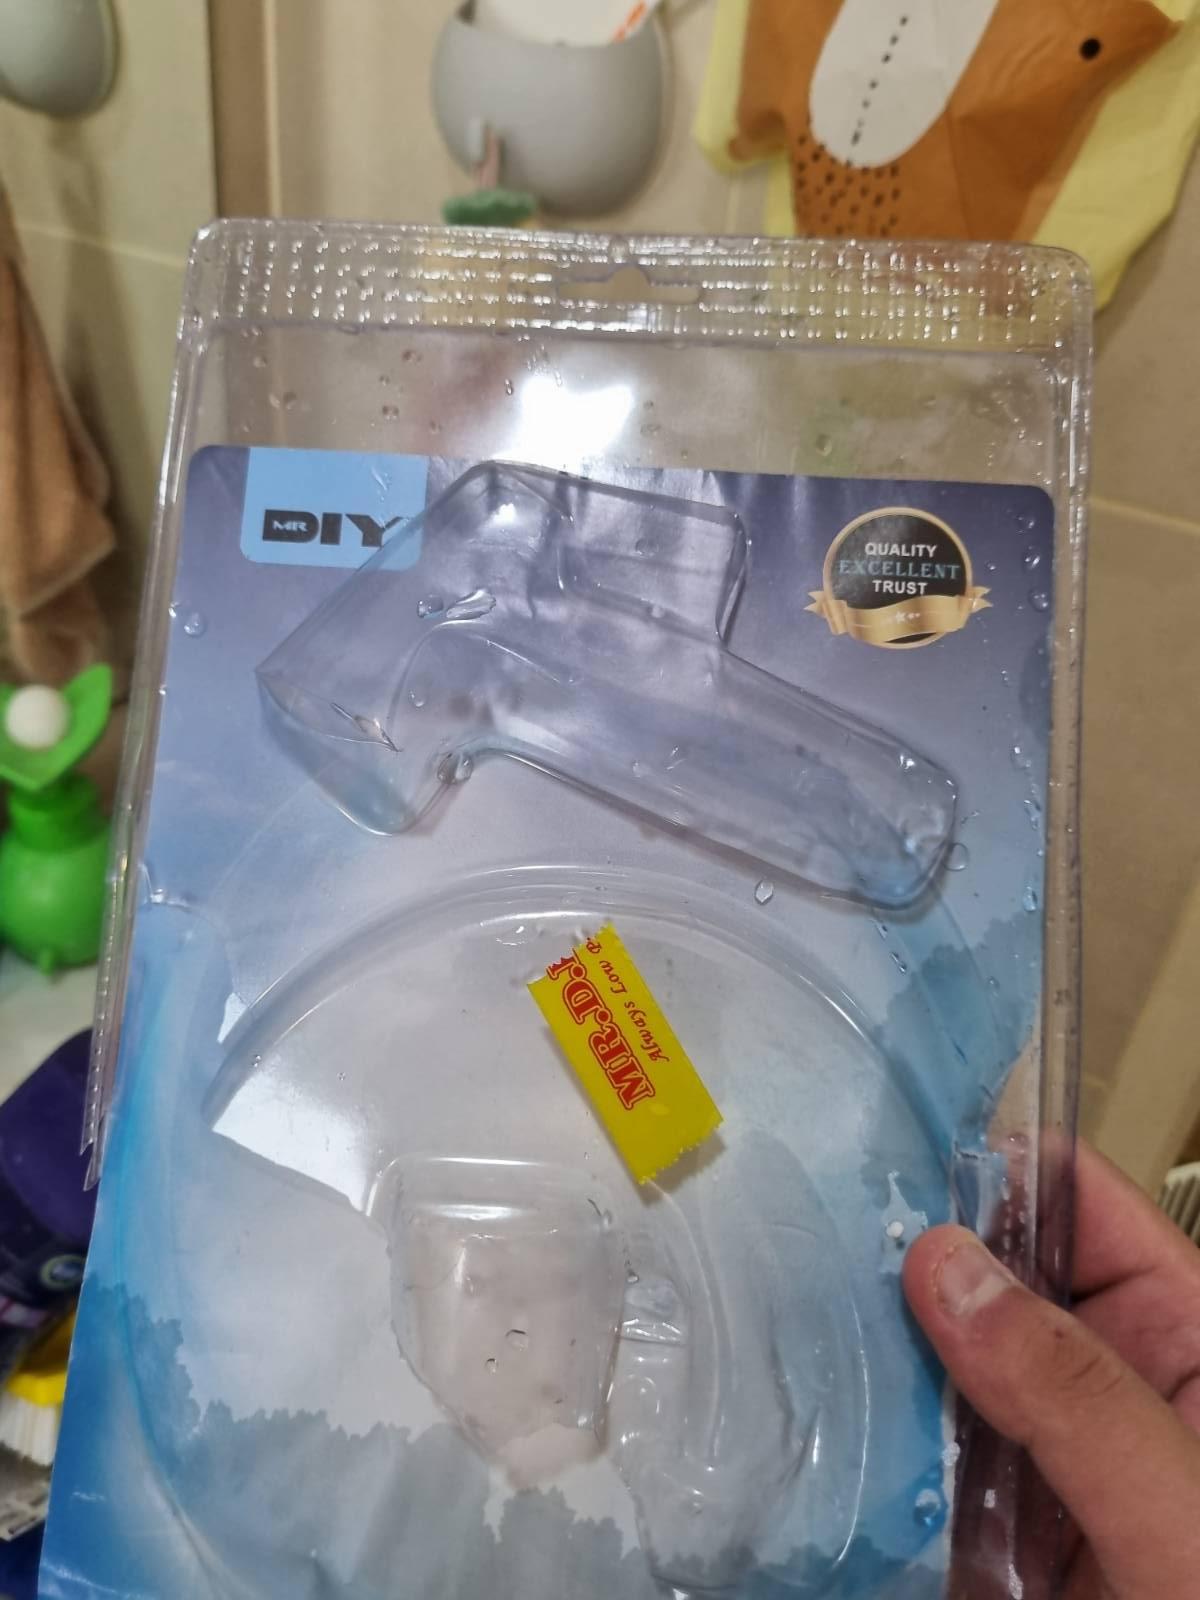 MR DIY
QUALITY
EXCELLENT
TRUST
MR.D.I
Always Low P